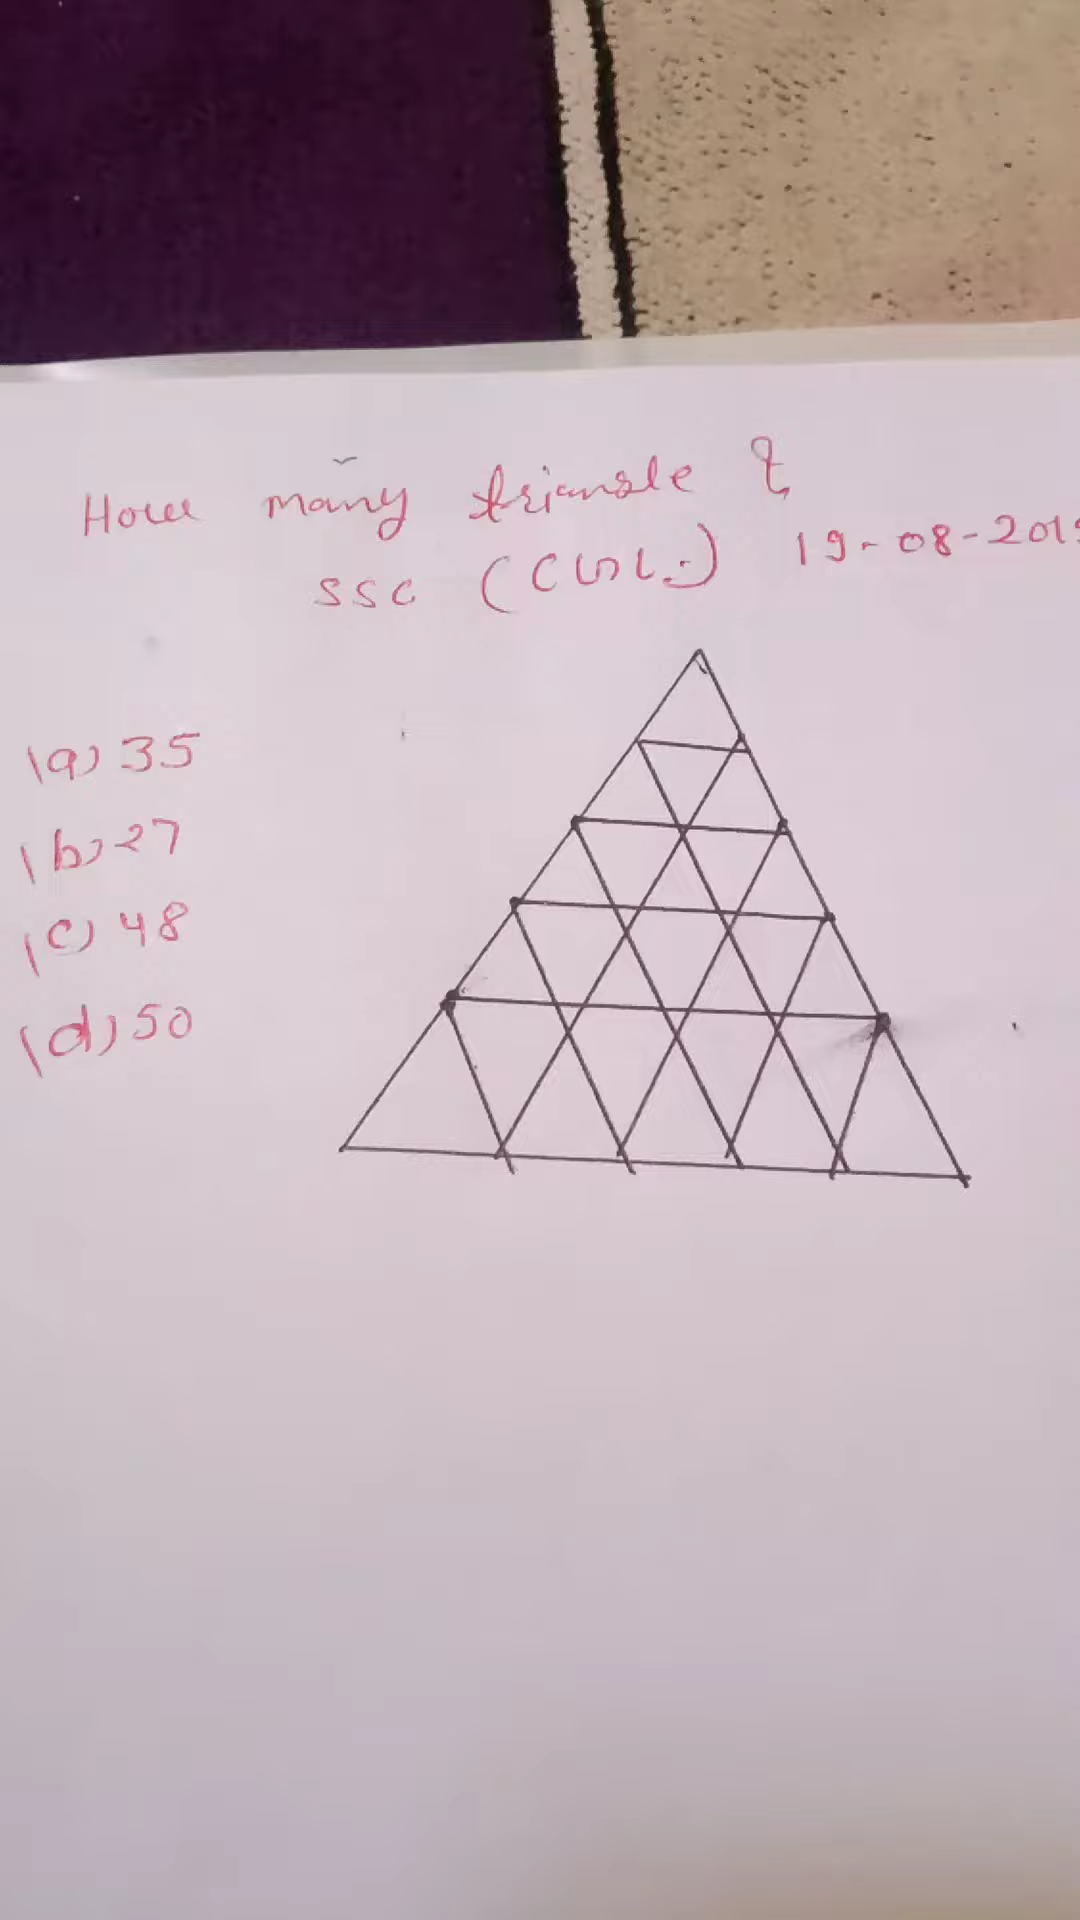 How many triangle ?
SSC (CGL) 19-08-201
(a) 35
(b) 27
(c) 48
(d) 50